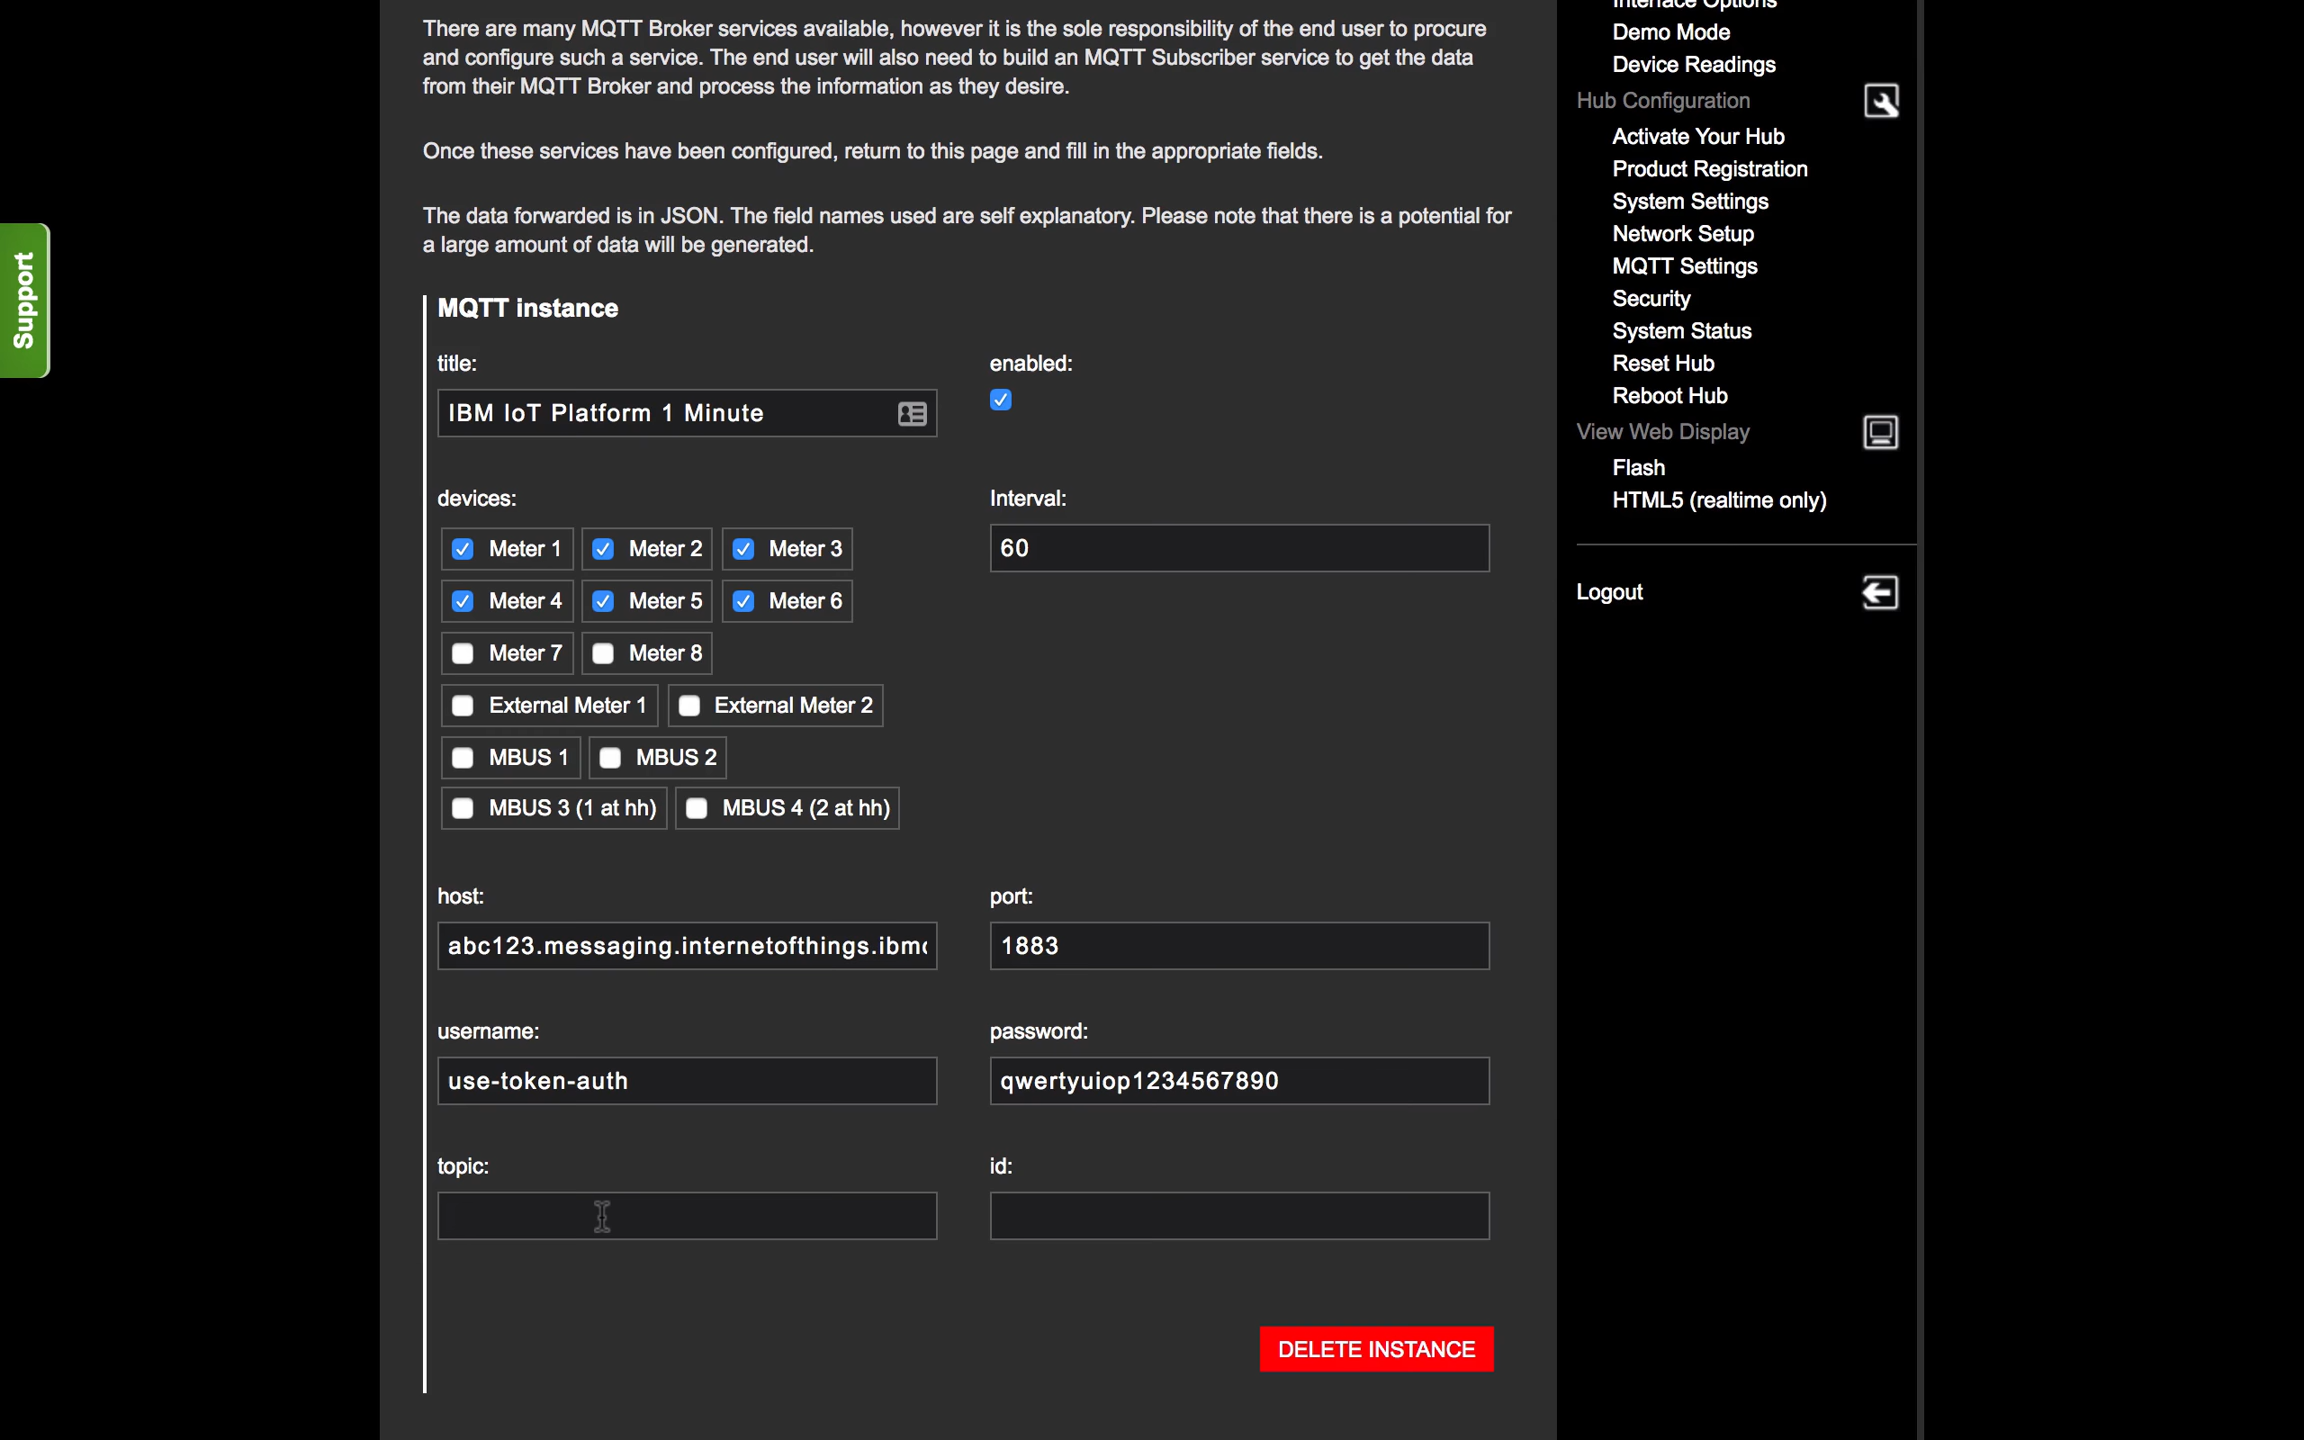 There are many MQTT Broker services available, however it is the sole responsibility of the end user to procure
and configure such a service. The end user will also need to build an MQTT Subscriber service to get the data
from their MQTT Broker and process the information as they desire.
Once these services have been configured, return to this page and fill in the appropriate fields.
The data forwarded is in JSON. The field names used are self explanatory. Please note that there is a potential for
a large amount of data will be generated.
Support
MQTT instance
title:
enabled:
IBM IoT Platform 1 Minute
devices:
Interval:
Meter 1 Meter 2 Meter 3
60
Meter 4 Meter 5 Meter 6
Meter 7 Meter 8
External Meter 1 External Meter 2
MBUS 1 MBUS 2
MBUS 3 (1 at hh) MBUS 4 (2 at hh)
host:
port:
abc123.messaging.internetofthings.ibm
1883
username:
password:
use-token-auth
qwertyuiop1234567890
topic:
id:
DELETE INSTANCE
Interface Options
Demo Mode
Device Readings
Hub Configuration
Activate Your Hub
Product Registration
System Settings
Network Setup
MQTT Settings
Security
System Status
Reset Hub
Reboot Hub
View Web Display
Flash
HTML5 (realtime only)
Logout